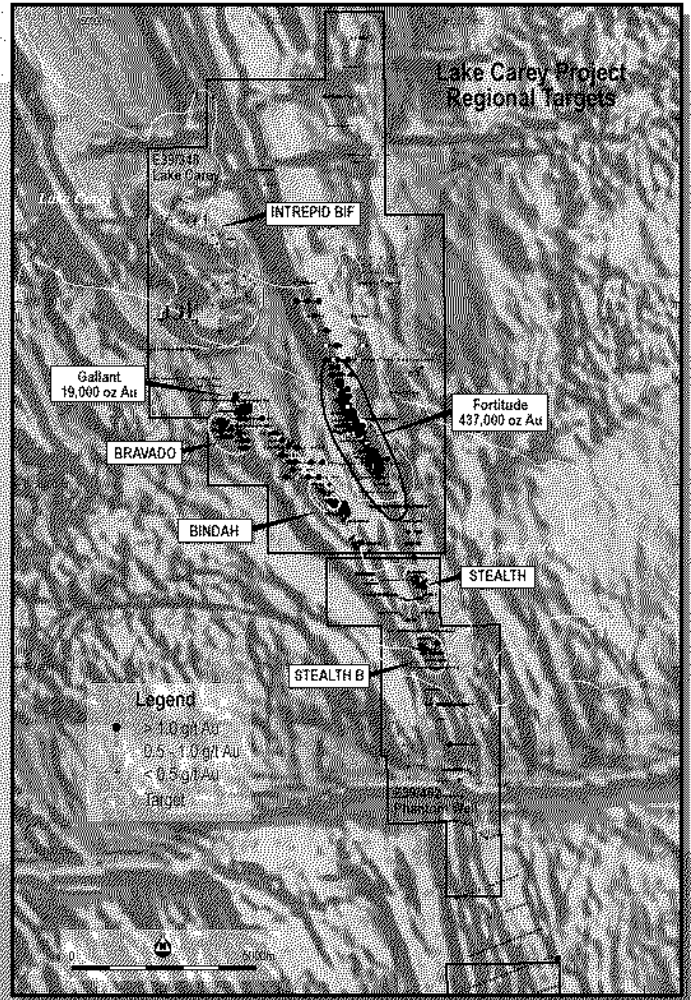 Lake Carey Project
Regional Targets
Lake Carey
INTREPID BIF
Gallant
19,000 oz Au
Fortitude
437,000 oz Au
BRAVADO
BINDAH
STEALTH
STEALTH B
Legend
> 1.0 g/t Au
0.5 - 1.0 g/t Au
< 0.5 g/t Au
Target
Phantom Well
0
5000m